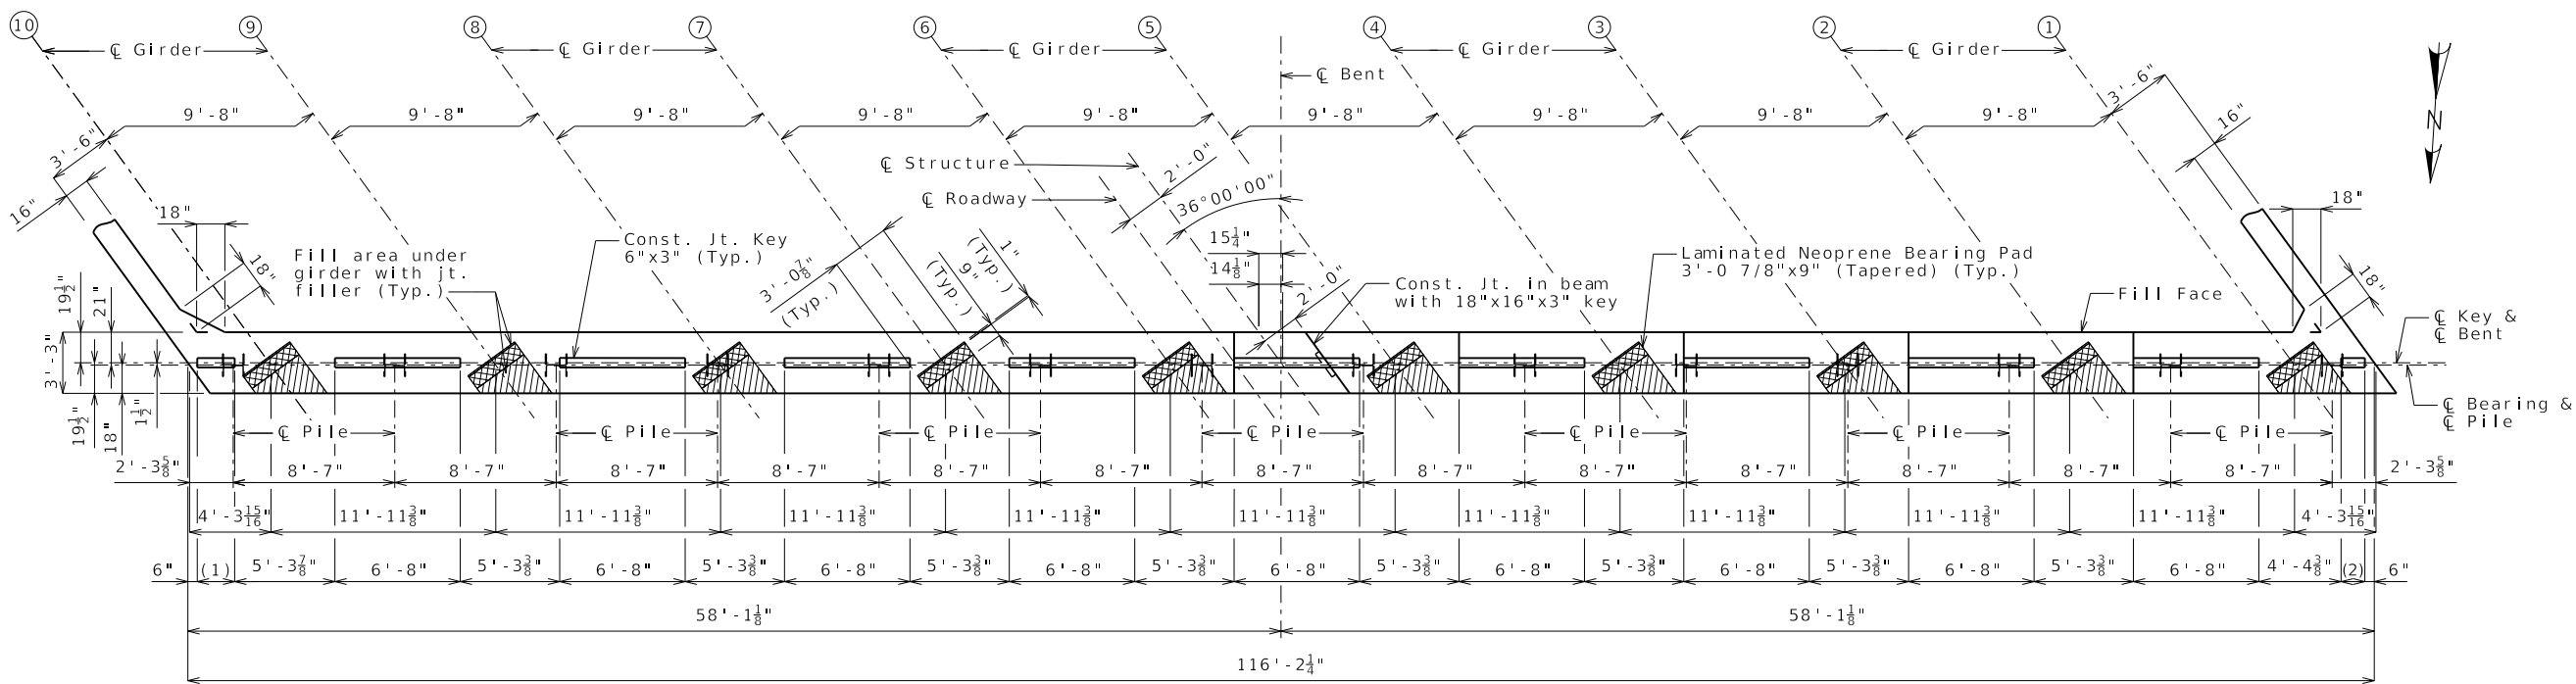 10 9 8 7 6 5 4 3 2 1
℄ Girder ℄ Girder ℄ Girder ℄ Girder ℄ Girder
℄ Bent
3'-6"
9'-8" 9'-8" 9'-8" 9'-8" 9'-8" 9'-8" 9'-8" 9'-8" 9'-8"
16"
N
3'-6"
℄ Structure
2'-0"
16"
18"
℄ Roadway
36°00'00"
18"
Const. Jt. Key
6"x3" (Typ.)
15 1/4"
14 1/8"
1"
(Typ.)
9"
(Typ.)
3'-0 7/8"
(Typ.)
Fill area under
girder with jt.
filler (Typ.)
18"
Laminated Neoprene Bearing Pad
3'-0 7/8"x9" (Tapered) (Typ.)
2'-0"
Const. Jt. in beam
with 18"x16"x3" key
Fill Face
18"
℄ Key &
℄ Bent
19 1/2"
21"
3'-3"
19 1/2"
18"
1 1/2"
℄ Bearing &
℄ Pile
℄ Pile ℄ Pile ℄ Pile ℄ Pile ℄ Pile ℄ Pile ℄ Pile
2'-3 5/8" 8'-7" 8'-7" 8'-7" 8'-7" 8'-7" 8'-7" 8'-7" 8'-7" 8'-7" 8'-7" 8'-7" 8'-7" 8'-7" 2'-3 5/8"
4'-3 15/16" 11'-11 3/8" 11'-11 3/8" 11'-11 3/8" 11'-11 3/8" 11'-11 3/8" 11'-11 3/8" 11'-11 3/8" 11'-11 3/8" 11'-11 3/8" 4'-3 15/16"
6" (1) 5'-3 7/8" 6'-8" 5'-3 3/8" 6'-8" 5'-3 3/8" 6'-8" 5'-3 3/8" 6'-8" 5'-3 3/8" 6'-8" 5'-3 3/8" 6'-8" 5'-3 3/8" 6'-8" 5'-3 3/8" 6'-8" 5'-3 3/8" 6'-8" 4'-4 3/8" (2) 6"
58'-1 1/8" 58'-1 1/8"
116'-2 1/4"